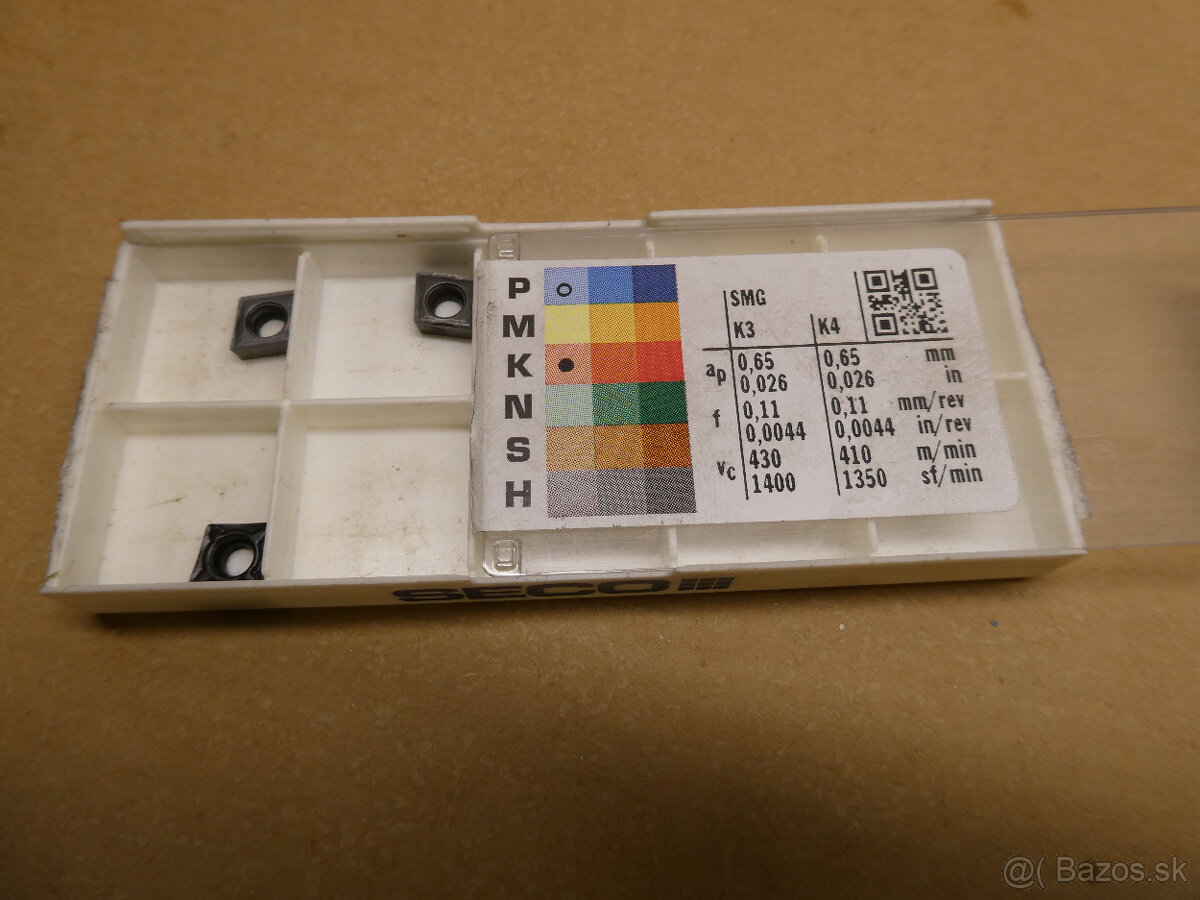 P
M
K
N
S
H
SMG
K3 K4
ap 0,65 0,65 mm
0,026 0,026 in
f 0,11 0,11 mm/rev
0,0044 0,0044 in/rev
vc 430 410 m/min
1400 1350 sf/min
SECO
@( Bazos.sk